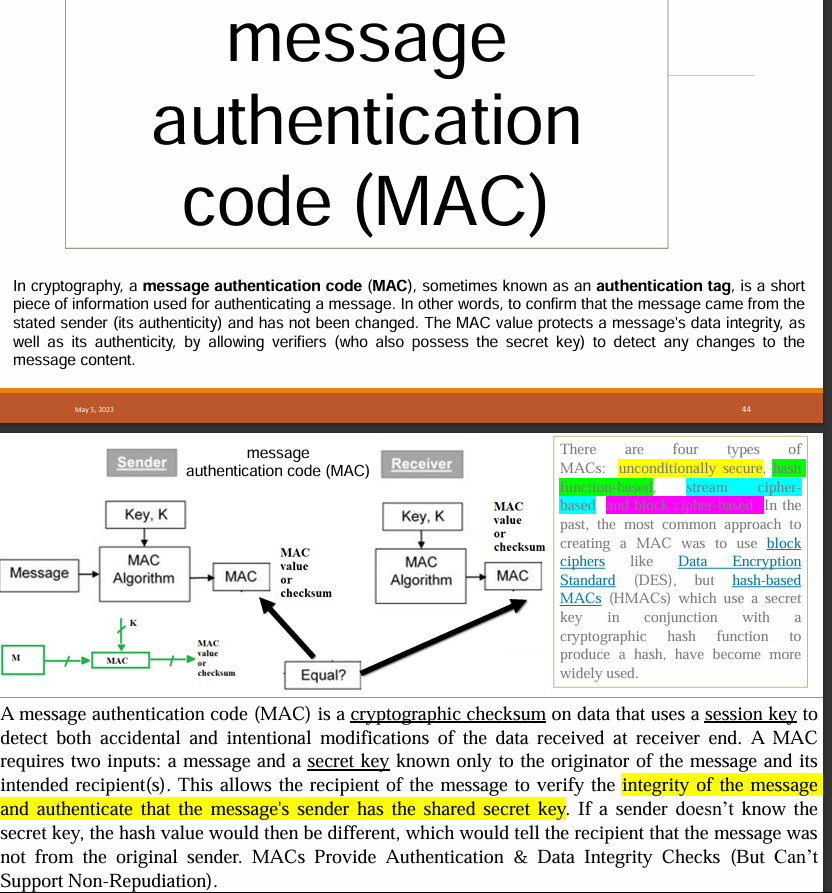 message
authentication
code (MAC)
In cryptography, a message authentication code (MAC), sometimes known as an authentication tag, is a short
piece of information used for authenticating a message. In other words, to confirm that the message came from the
stated sender (its authenticity) and has not been changed. The MAC value protects a message's data integrity, as
well as its authenticity, by allowing verifiers (who also possess the secret key) to detect any changes to the
message content.
May 5, 2023
44
Sender
message
authentication code (MAC)
Receiver
Key, K
Message
MAC
Algorithm
MAC
MAC
value
or
checksum
Key, K
MAC
Algorithm
MAC
MAC
value
or
checksum
Equal?
K
M
MAC
MAC
value
or
checksum
There are four types of
MACs: unconditionally secure, hash
function-based, stream cipher-
based and block cipher-based. In the
past, the most common approach to
creating a MAC was to use block
ciphers like Data Encryption
Standard (DES), but hash-based
MACs (HMACs) which use a secret
key in conjunction with a
cryptographic hash function to
produce a hash, have become more
widely used.
A message authentication code (MAC) is a cryptographic checksum on data that uses a session key to
detect both accidental and intentional modifications of the data received at receiver end. A MAC
requires two inputs: a message and a secret key known only to the originator of the message and its
intended recipient(s). This allows the recipient of the message to verify the integrity of the message
and authenticate that the message's sender has the shared secret key. If a sender doesn’t know the
secret key, the hash value would then be different, which would tell the recipient that the message was
not from the original sender. MACs Provide Authentication & Data Integrity Checks (But Can’t
Support Non-Repudiation).